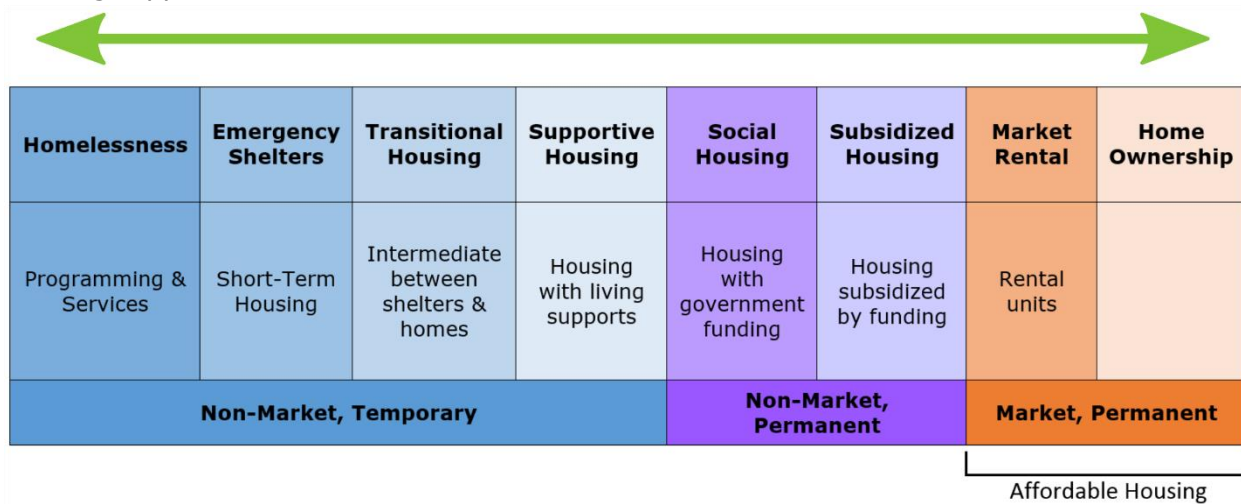 Homelessness
Emergency
Shelters
Transitional
Housing
Supportive
Housing
Social
Housing
Subsidized
Housing
Market
Rental
Home
Ownership
Programming &
Services
Short-Term
Housing
Intermediate
between
shelters &
homes
Housing
with living
supports
Housing
with
government
funding
Housing
subsidized
by funding
Rental
units
Non-Market, Temporary
Non-Market,
Permanent
Market, Permanent
Affordable Housing